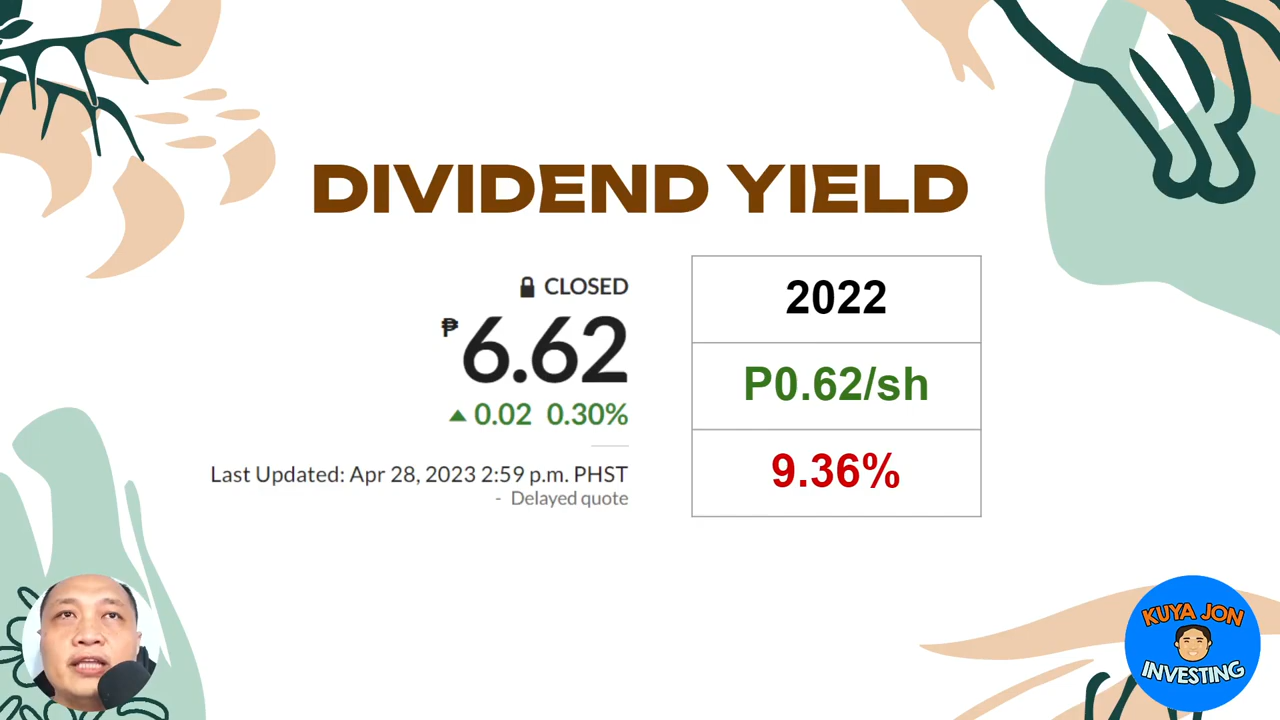 DIVIDEND YIELD
CLOSED
₱6.62
▲ 0.02 0.30%
Last Updated: Apr 28, 2023 2:59 p.m. PHST
- Delayed quote
2022
P0.62/sh
9.36%
KUYA JON
INVESTING